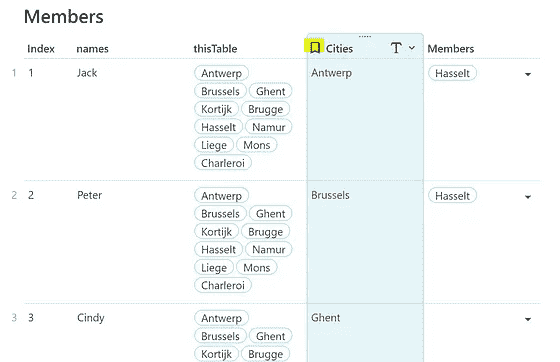 Members
Index names thisTable Cities T Members
1 1 Jack Antwerp Antwerp Hasselt
Brussels Ghent
Kortijk Brugge
Hasselt Namur
Liege Mons
Charleroi
2 2 Peter Antwerp Brussels Hasselt
Brussels Ghent
Kortijk Brugge
Hasselt Namur
Liege Mons
Charleroi
3 3 Cindy Antwerp Ghent
Brussels Ghent
Kortijk Brugge